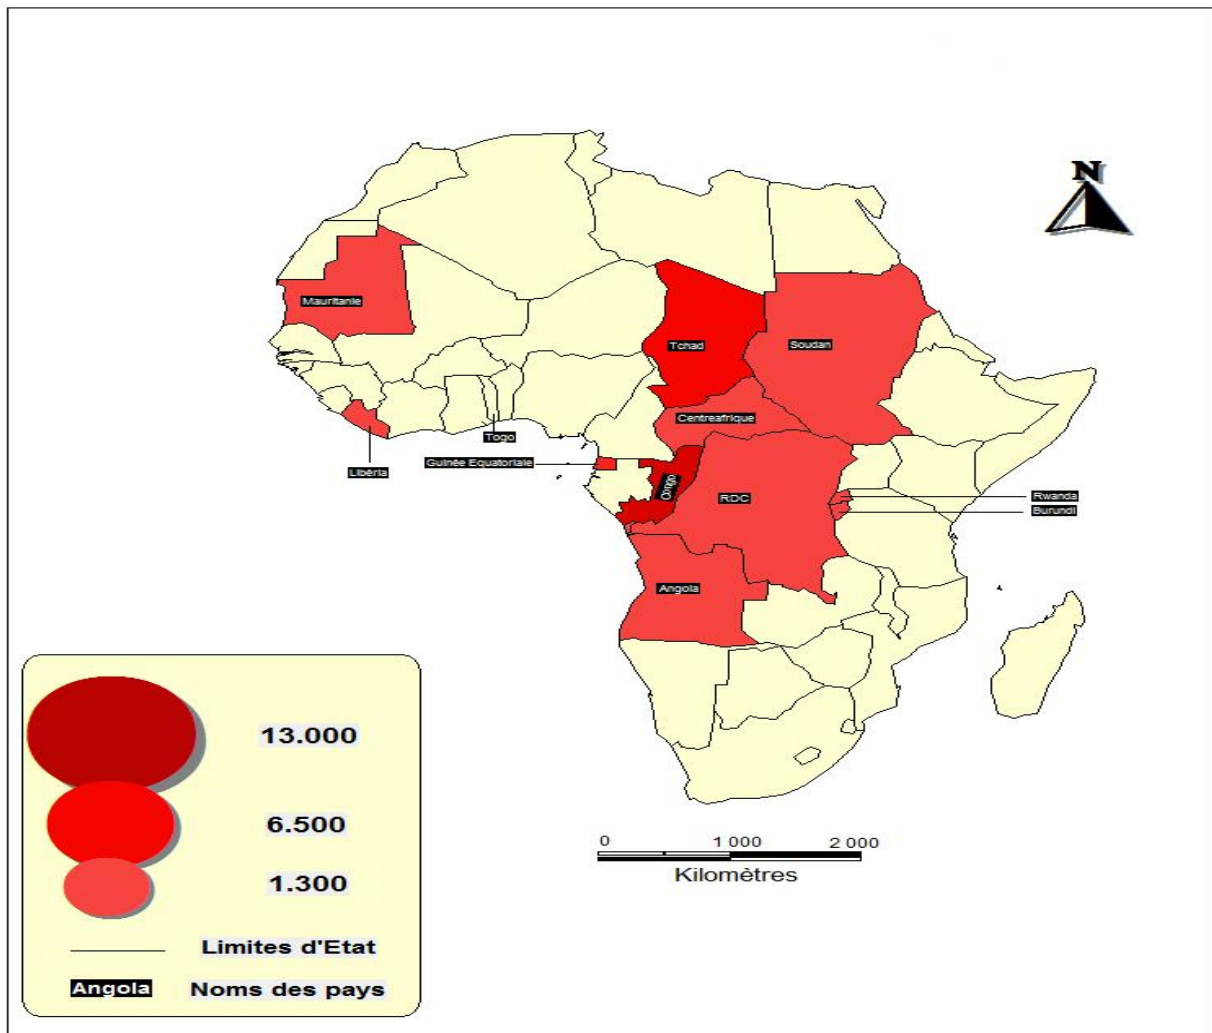 N
Mauritanie
Tchad
Soudan
Centreafrique
Togo
Guinée Equatoriale
Libéria
Congo
RDC
Rwanda
Burundi
Angola
13.000
6.500
1.300
Limites d'Etat
Angola Noms des pays
0 1 000 2 000
Kilomètres